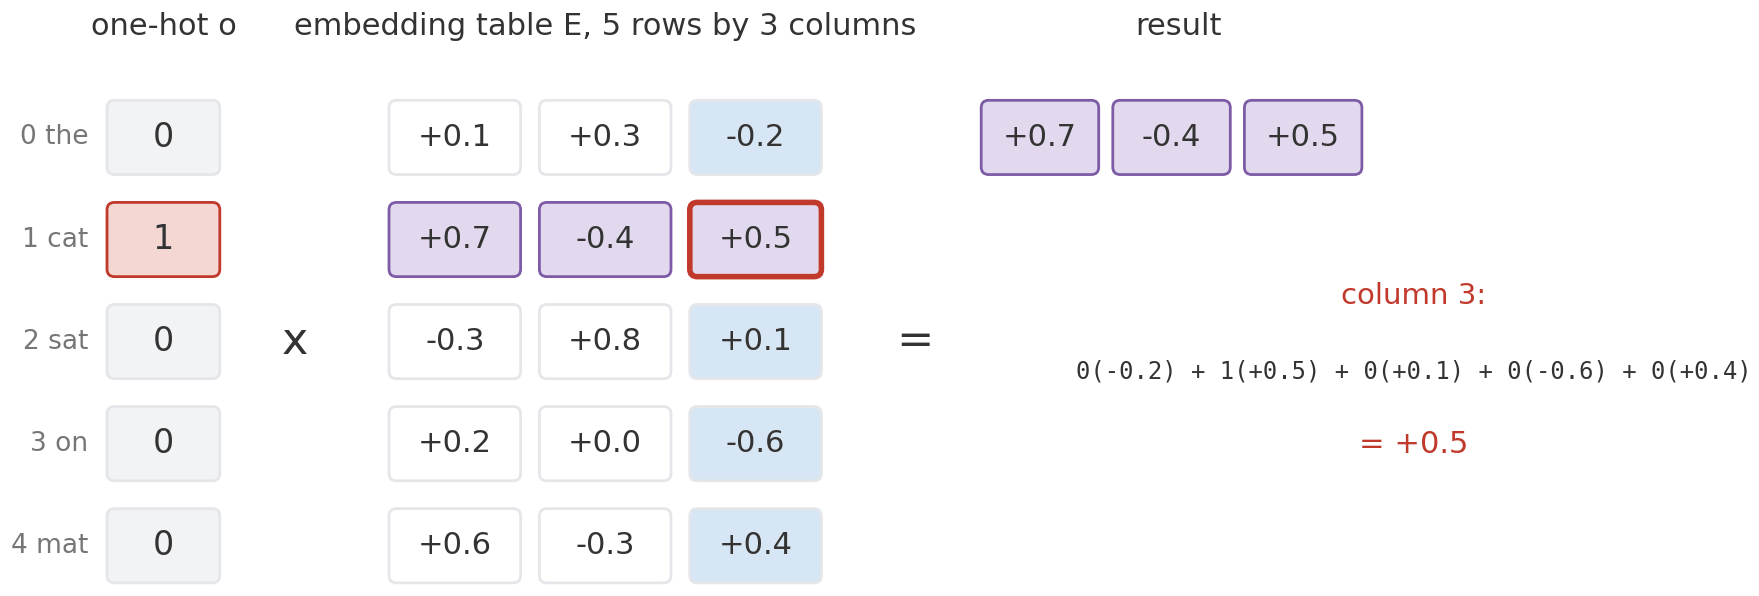 one-hot o embedding table E, 5 rows by 3 columns result
0 the 0 +0.1 +0.3 -0.2 +0.7 -0.4 +0.5
1 cat 1 +0.7 -0.4 +0.5
column 3:
2 sat 0 x -0.3 +0.8 +0.1 =
0(-0.2) + 1(+0.5) + 0(+0.1) + 0(-0.6) + 0(+0.4)
3 on 0 +0.2 +0.0 -0.6 = +0.5
4 mat 0 +0.6 -0.3 +0.4